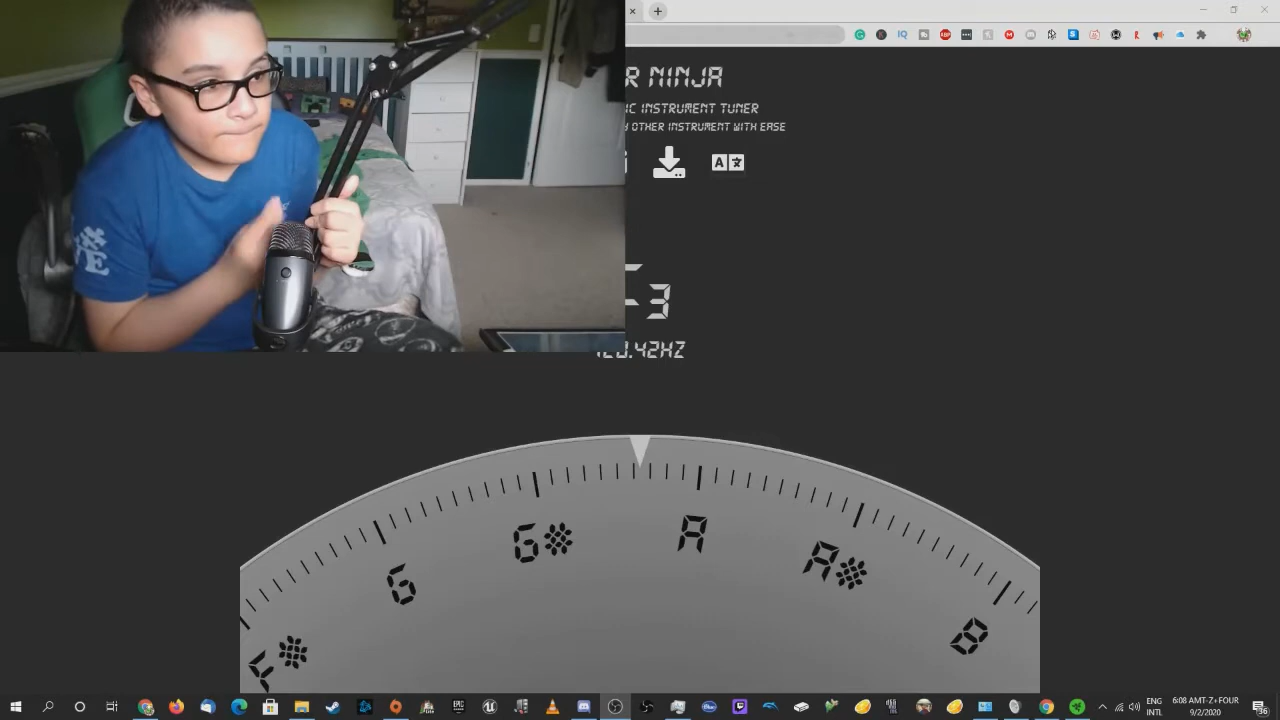 R NINJA
IC INSTRUMENT TUNER
Y OTHER INSTRUMENT WITH EASE
3
.42HZ
F# G G# A A# B
ENG
INTL
6:08 AMT-Z+FOUR
9/2/2020